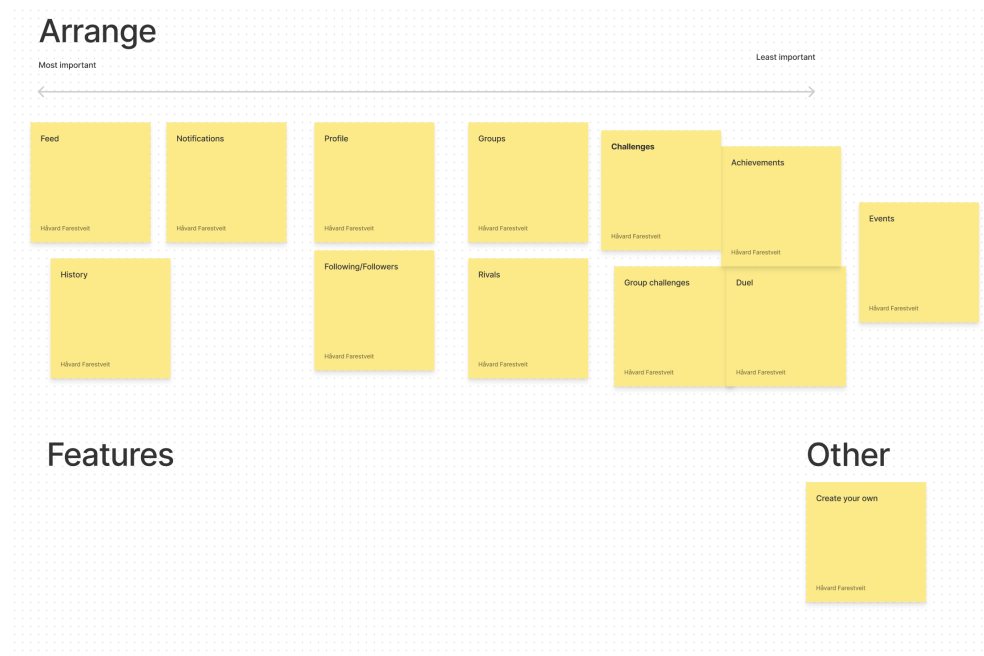 Arrange
Most important
Least important
Feed
Håvard Farestveit
Notifications
Håvard Farestveit
Profile
Håvard Farestveit
Groups
Håvard Farestveit
Challenges
Håvard Farestveit
Achievements
Håvard Farestveit
Events
Håvard Farestveit
History
Håvard Farestveit
Following/Followers
Håvard Farestveit
Rivals
Håvard Farestveit
Group challenges
Håvard Farestveit
Duel
Håvard Farestveit
Features
Other
Create your own
Håvard Farestveit